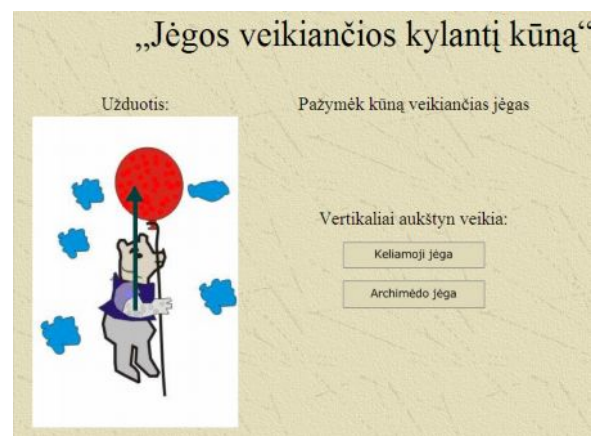 „Jėgos veikiančios kylantį kūną“
Užduotis:
Pažymėk kūną veikiančias jėgas
Vertikaliai aukštyn veikia:
Keliamoji jėga
Archimėdo jėga